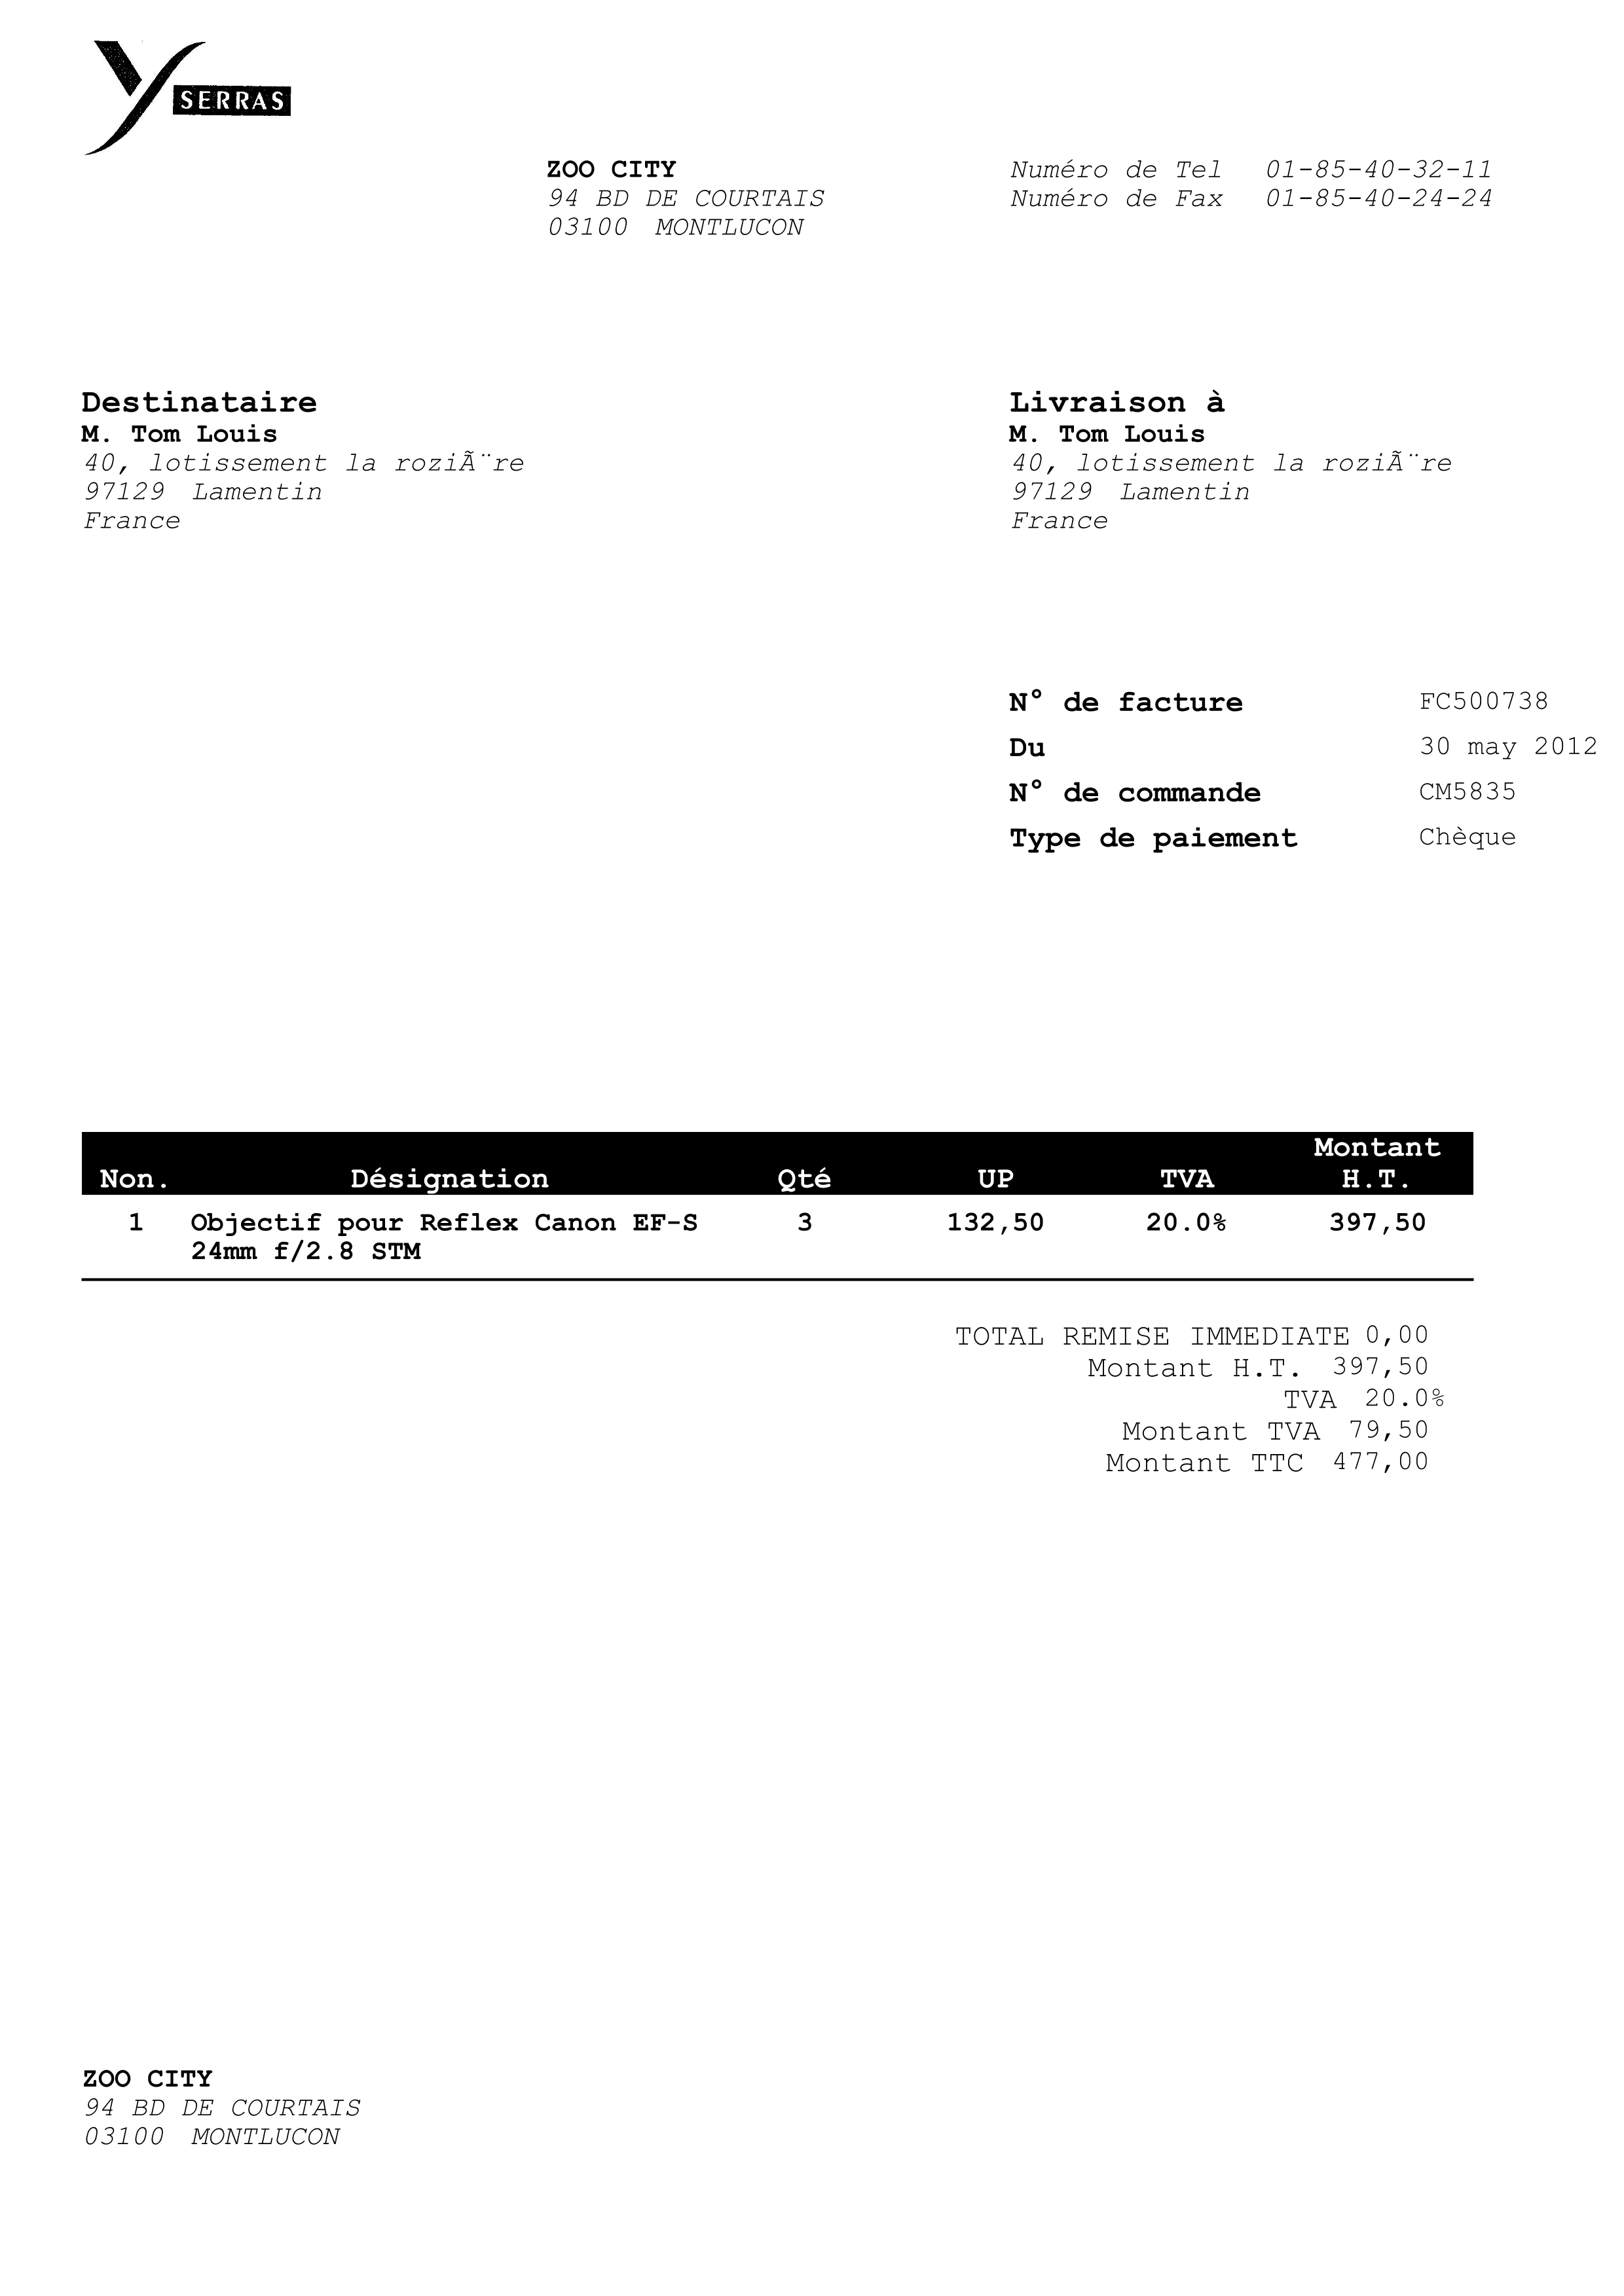 Y SERRAS
ZOO CITY
94 BD DE COURTAIS
03100 MONTLUCON
Numéro de Tel 01-85-40-32-11
Numéro de Fax 01-85-40-24-24
Destinataire
M. Tom Louis
40, lotissement la roziÃ¨re
97129 Lamentin
France
Livraison à
M. Tom Louis
40, lotissement la roziÃ¨re
97129 Lamentin
France
N° de facture FC500738
Du 30 may 2012
N° de commande CM5835
Type de paiement Chèque
Non. Désignation Qté UP TVA Montant H.T.
1 Objectif pour Reflex Canon EF-S 3 132,50 20.0% 397,50
24mm f/2.8 STM
TOTAL REMISE IMMEDIATE 0,00
Montant H.T. 397,50
TVA 20.0%
Montant TVA 79,50
Montant TTC 477,00
ZOO CITY
94 BD DE COURTAIS
03100 MONTLUCON